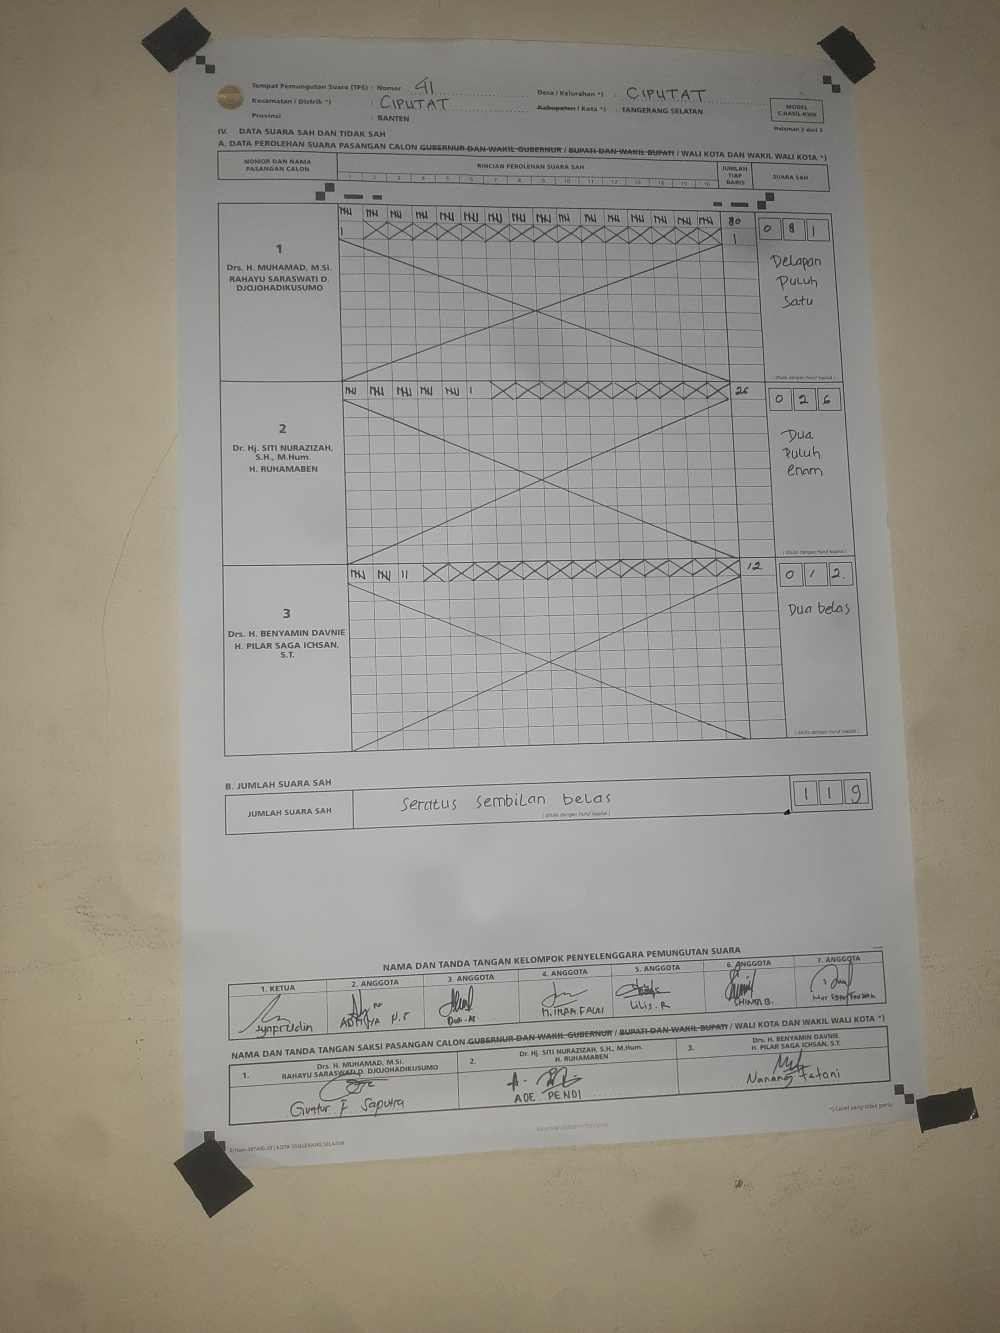 Tempat Pemungutan Suara (TPS) : Nomor 41 Desa / Kelurahan *) : CIPUTAT
Kecamatan / Distrik *) : CIPUTAT Kabupaten / Kota *) : TANGERANG SELATAN
Provinsi : BANTEN
MODEL
C.HASIL-KWK
Halaman 2 dari 3
IV. DATA SUARA SAH DAN TIDAK SAH
A. DATA PEROLEHAN SUARA PASANGAN CALON GUBERNUR DAN WAKIL GUBERNUR / BUPATI DAN WAKIL BUPATI / WALI KOTA DAN WAKIL WALI KOTA *)
NOMOR DAN NAMA PASANGAN CALON RINCIAN PEROLEHAN SUARA SAH JUMLAH TIAP BARIS SUARA SAH
1 2 3 4 5 6 7 8 9 10 11 12 13 14 15 16
80
1
0 8 1
1
Drs. H. MUHAMAD, M.Si.
RAHAYU SARASWATI D.
DJOJOHADIKUSUMO
Delapan
Puluh
Satu
( ditulis dengan huruf kapital )
26
0 2 6
2
Dr. Hj. SITI NURAZIZAH,
S.H., M.Hum.
H. RUHAMABEN
Dua
Puluh
enam
( ditulis dengan huruf kapital )
12.
0 1 2.
3
Drs. H. BENYAMIN DAVNIE
H. PILAR SAGA ICHSAN,
S.T.
Dua belas
( ditulis dengan huruf kapital )
B. JUMLAH SUARA SAH
JUMLAH SUARA SAH Seratus sembilan belas 1 1 9
( ditulis dengan huruf kapital )
NAMA DAN TANDA TANGAN KELOMPOK PENYELENGGARA PEMUNGUTAN SUARA
1. KETUA 2. ANGGOTA 3. ANGGOTA 4. ANGGOTA 5. ANGGOTA 6. ANGGOTA 7. ANGGOTA
Lilis.R
NAMA DAN TANDA TANGAN SAKSI PASANGAN CALON GUBERNUR DAN WAKIL GUBERNUR / BUPATI DAN WAKIL BUPATI / WALI KOTA DAN WAKIL WALI KOTA *)
1. Drs. H. MUHAMAD, M.Si.
RAHAYU SARASWATI D. DJOJOHADIKUSUMO
2. Dr. Hj. SITI NURAZIZAH, S.H., M.Hum.
H. RUHAMABEN
3. Drs. H. BENYAMIN DAVNIE
H. PILAR SAGA ICHSAN, S.T.
Guntur F Saputra
ADE PENDI
Nanang Fatoni
*) Coret yang tidak perlu
KOTA TANGERANG SELATAN